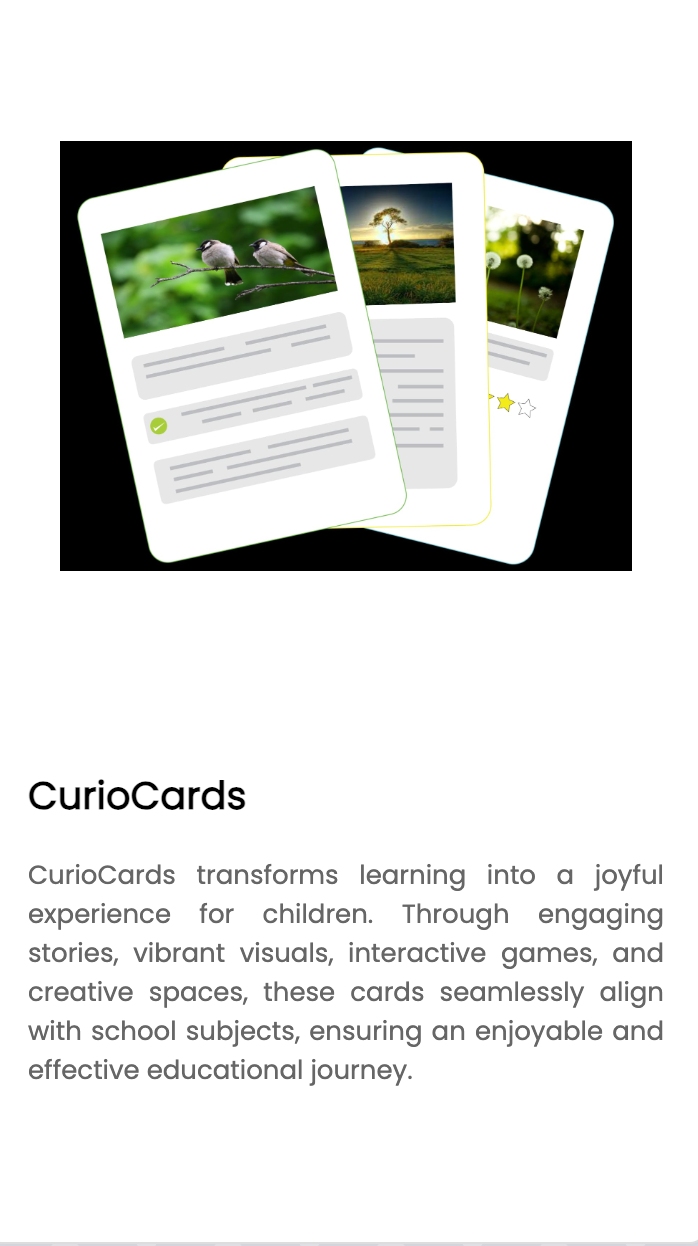 CurioCards
CurioCards transforms learning into a joyful
experience for children. Through engaging
stories, vibrant visuals, interactive games, and
creative spaces, these cards seamlessly align
with school subjects, ensuring an enjoyable and
effective educational journey.